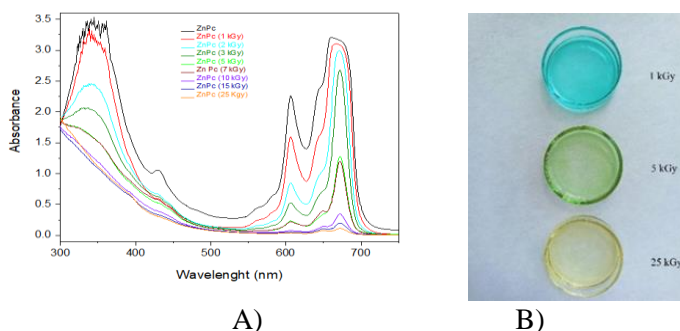 A)
3.5
3.0
2.5
2.0
1.5
1.0
0.5
0.0
Absorbance
300
400
500
600
700
Wavelenght (nm)
ZnPc
ZnPc (1 kGy)
ZnPc (2 kGy)
ZnPc (3 kGy)
ZnPc (5 kGy)
Zn Pc (7 kGy)
ZnPc (10 kGy)
ZnPc (15 kGy)
ZnPc (25 Kgy)
B)
1 kGy
5 kGy
25 kGy
A)
B)